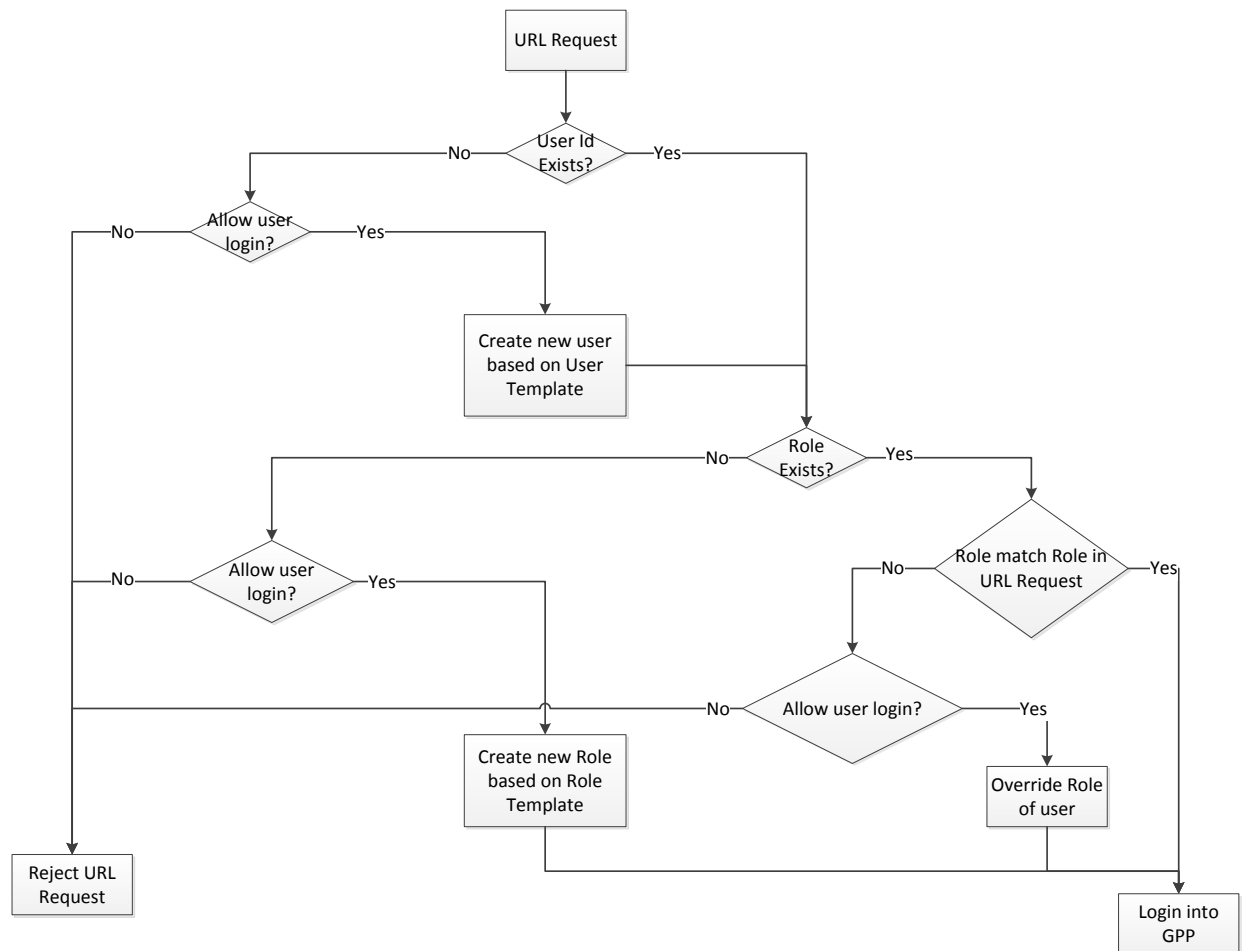 URL Request
User Id
Exists?
No
Yes
Allow user
login?
No
Yes
Create new user
based on User
Template
Role
Exists?
No
Yes
Role match Role in
URL Request
No
Yes
Allow user
login?
No
Yes
Allow user login?
No
Yes
Create new Role
based on Role
Template
Override Role
of user
Reject URL
Request
Login into
GPP